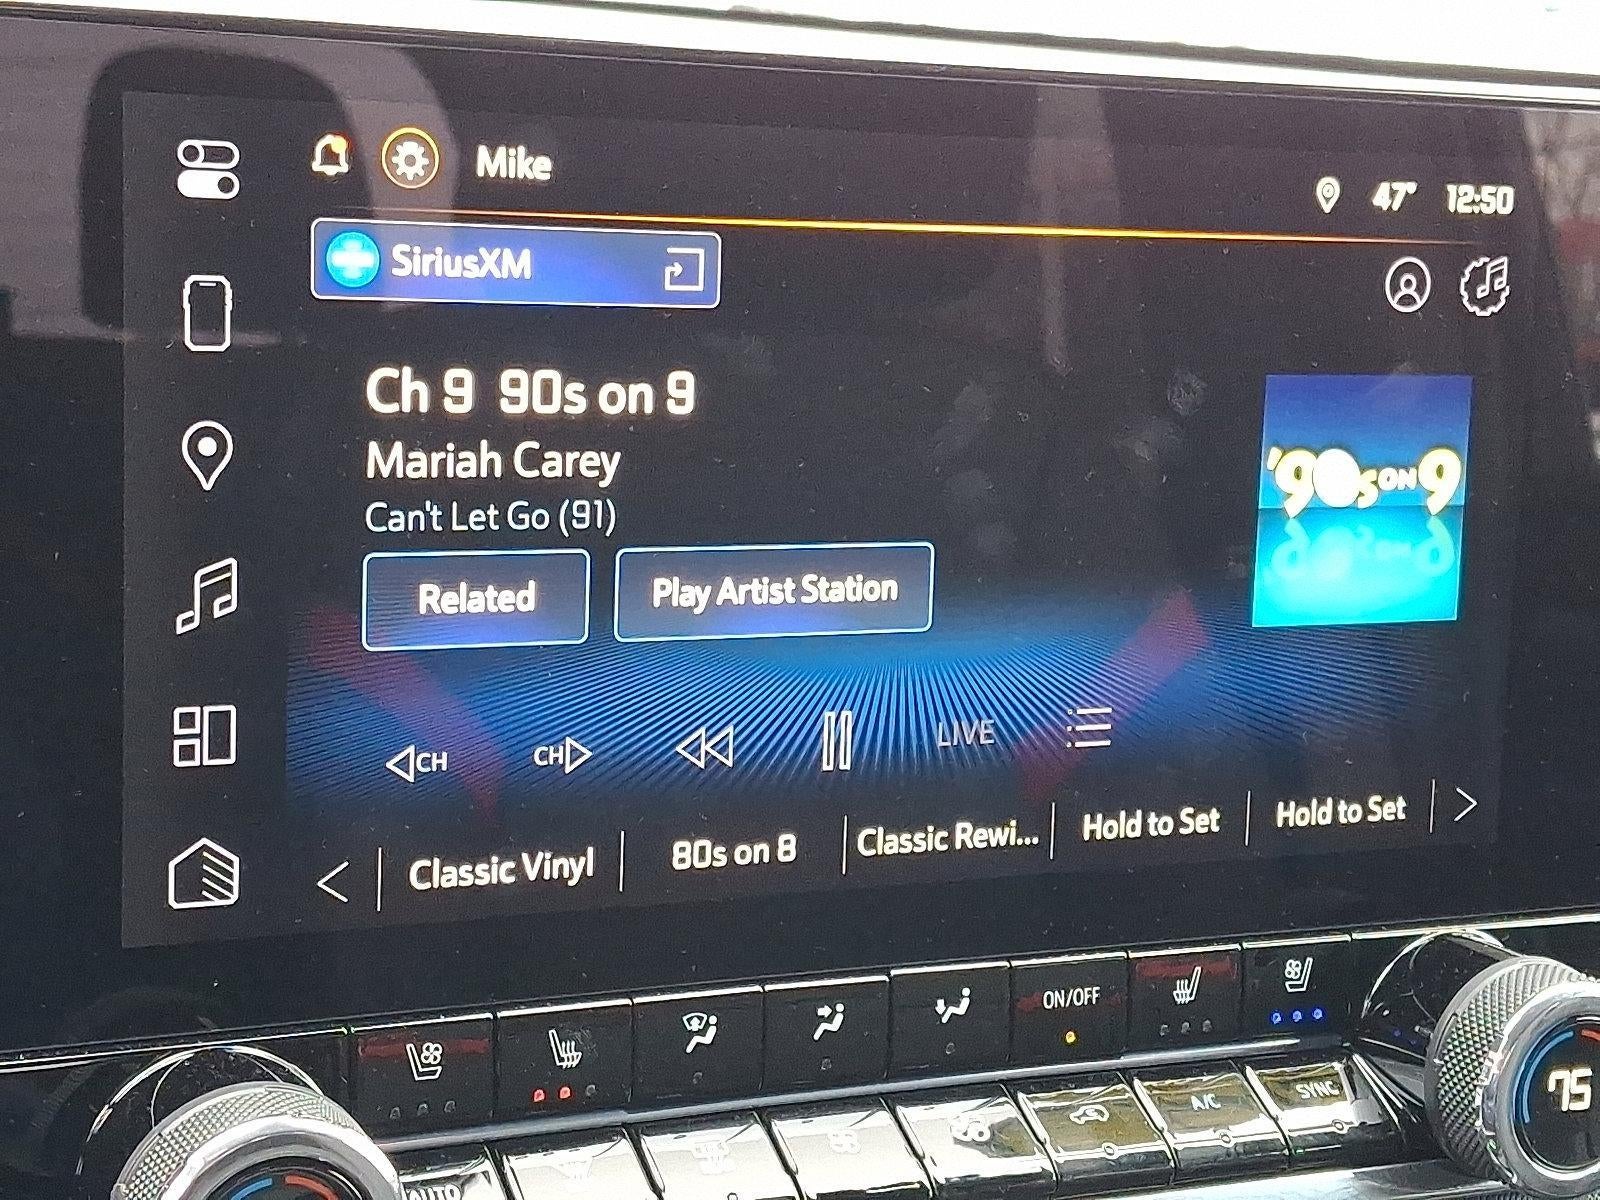 Mike
47° 12:50
SiriusXM
Ch 9 90s on 9
Mariah Carey
Can't Let Go (91)
'90s ON 9
Related
Play Artist Station
CH
CH
LIVE
Classic Vinyl
80s on 8
Classic Rewi...
Hold to Set
Hold to Set
ON/OFF
AUTO
A/C
SYNC
75